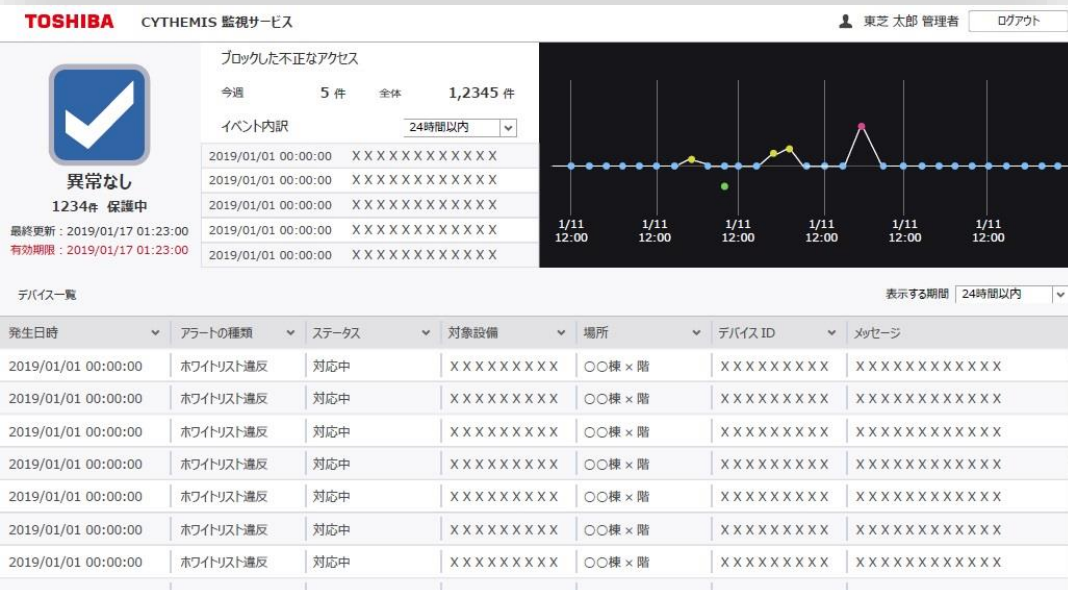 TOSHIBA CYTHEMIS 監視サービス 東芝 太郎 管理者 ログアウト
異常なし
1234件 保護中
最終更新：2019/01/17 01:23:00
有効期限：2019/01/17 01:23:00
ブロックした不正なアクセス
今週 5 件 全体 1,2345 件
イベント内訳 24時間以内
2019/01/01 00:00:00 XXXXXXXXXXXX
2019/01/01 00:00:00 XXXXXXXXXXXX
2019/01/01 00:00:00 XXXXXXXXXXXX
2019/01/01 00:00:00 XXXXXXXXXXXX
2019/01/01 00:00:00 XXXXXXXXXXXX
1/11 1/11 1/11 1/11 1/11 1/11
12:00 12:00 12:00 12:00 12:00 12:00
デバイス一覧 表示する期間 24時間以内
発生日時 アラートの種類 ステータス 対象設備 場所 デバイス ID メッセージ
2019/01/01 00:00:00 ホワイトリスト違反 対応中 XXXXXXXXX 〇〇棟×階 XXXXXXXXX XXXXXXXXXXXX
2019/01/01 00:00:00 ホワイトリスト違反 対応中 XXXXXXXXX 〇〇棟×階 XXXXXXXXX XXXXXXXXXXXX
2019/01/01 00:00:00 ホワイトリスト違反 対応中 XXXXXXXXX 〇〇棟×階 XXXXXXXXX XXXXXXXXXXXX
2019/01/01 00:00:00 ホワイトリスト違反 対応中 XXXXXXXXX 〇〇棟×階 XXXXXXXXX XXXXXXXXXXXX
2019/01/01 00:00:00 ホワイトリスト違反 対応中 XXXXXXXXX 〇〇棟×階 XXXXXXXXX XXXXXXXXXXXX
2019/01/01 00:00:00 ホワイトリスト違反 対応中 XXXXXXXXX 〇〇棟×階 XXXXXXXXX XXXXXXXXXXXX
2019/01/01 00:00:00 ホワイトリスト違反 対応中 XXXXXXXXX 〇〇棟×階 XXXXXXXXX XXXXXXXXXXXX